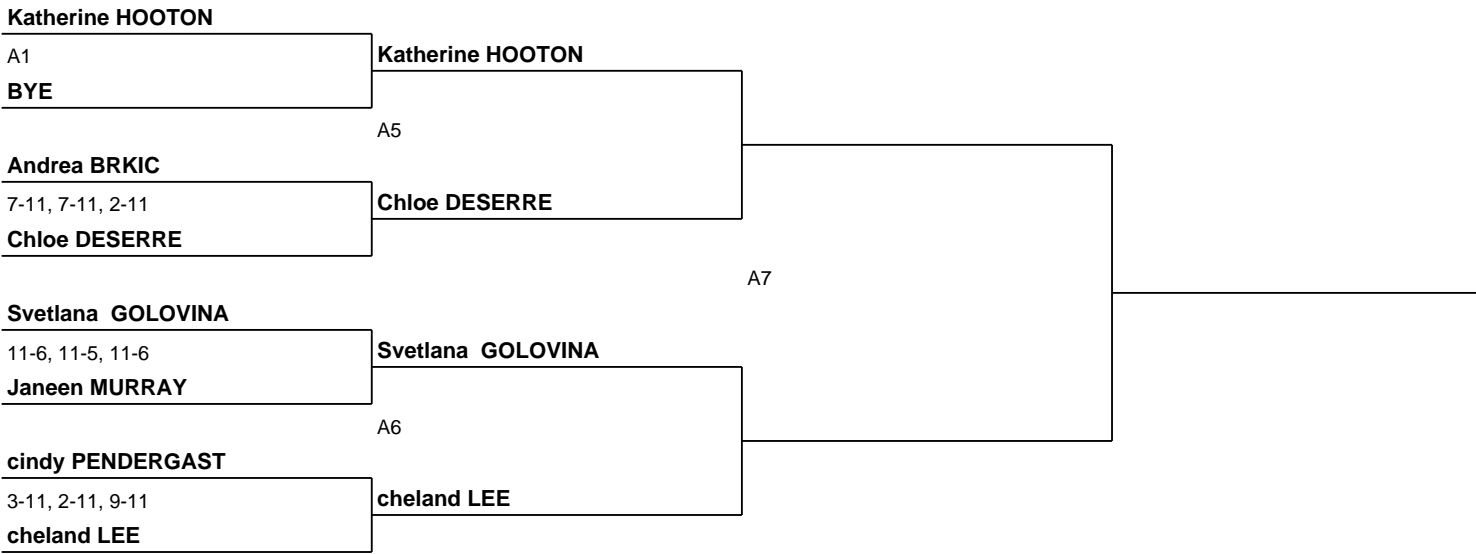 Katherine HOOTON
A1
BYE
Katherine HOOTON
A5
Andrea BRKIC
7-11, 7-11, 2-11
Chloe DESERRE
Chloe DESERRE
A7
Svetlana  GOLOVINA
11-6, 11-5, 11-6
Janeen MURRAY
Svetlana  GOLOVINA
A6
cindy PENDERGAST
3-11, 2-11, 9-11
cheland LEE
cheland LEE